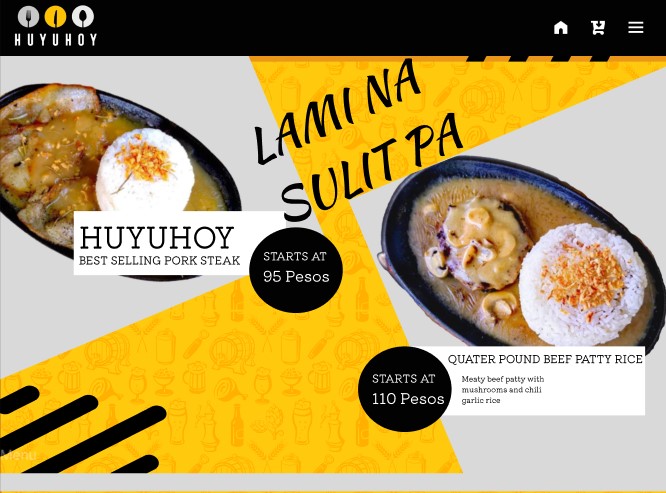 HUYUHOY
LAMI NA
SULIT PA
HUYUHOY
BEST SELLING PORK STEAK
STARTS AT
95 Pesos
QUATER POUND BEEF PATTY RICE
STARTS AT
110 Pesos
Meaty beef patty with
mushrooms and chili
garlic rice
Menu